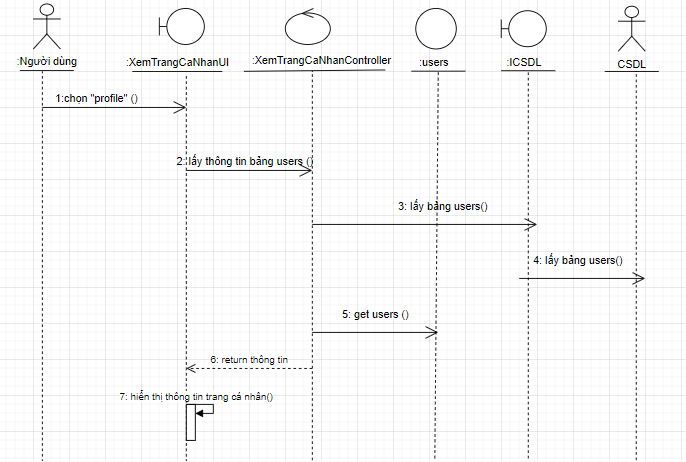 :Người dùng
:XemTrangCaNhanUI
:XemTrangCaNhanController
:users
:ICSDL
CSDL
1:chọn "profile" ()
2: lấy thông tin bảng users ()
3: lấy bảng users()
4: lấy bảng users()
5: get users ()
6: return thông tin
7: hiển thị thông tin trang cá nhân()